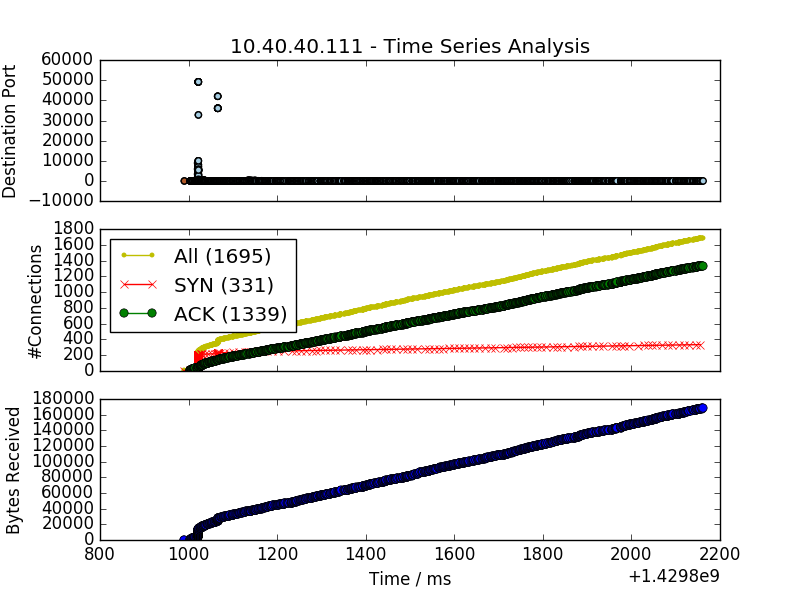 10.40.40.111 - Time Series Analysis
Destination Port
60000
50000
40000
30000
20000
10000
0
−10000
#Connections
1800
1600
1400
1200
1000
800
600
400
200
0
All (1695)
SYN (331)
ACK (1339)
Bytes Received
180000
160000
140000
120000
100000
80000
60000
40000
20000
0
800 1000 1200 1400 1600 1800 2000 2200
Time / ms
+1.4298e9